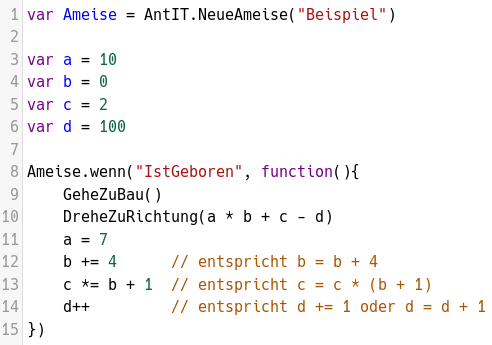 1 var Ameise = AntIT.NeueAmeise("Beispiel")
2
3 var a = 10
4 var b = 0
5 var c = 2
6 var d = 100
7
8 Ameise.wenn("IstGeboren", function(){
9     GeheZuBau()
10     DreheZuRichtung(a * b + c - d)
11     a = 7
12     b += 4      // entspricht b = b + 4
13     c *= b + 1  // entspricht c = c * (b + 1)
14     d++         // entspricht d += 1 oder d = d + 1
15 })